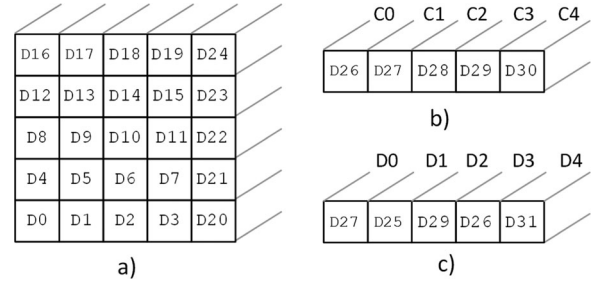 D16 D17 D18 D19 D24
D12 D13 D14 D15 D23
D8 D9 D10 D11 D22
D4 D5 D6 D7 D21
D0 D1 D2 D3 D20
a)
C0 C1 C2 C3 C4
D26 D27 D28 D29 D30
b)
D0 D1 D2 D3 D4
D27 D25 D29 D26 D31
c)